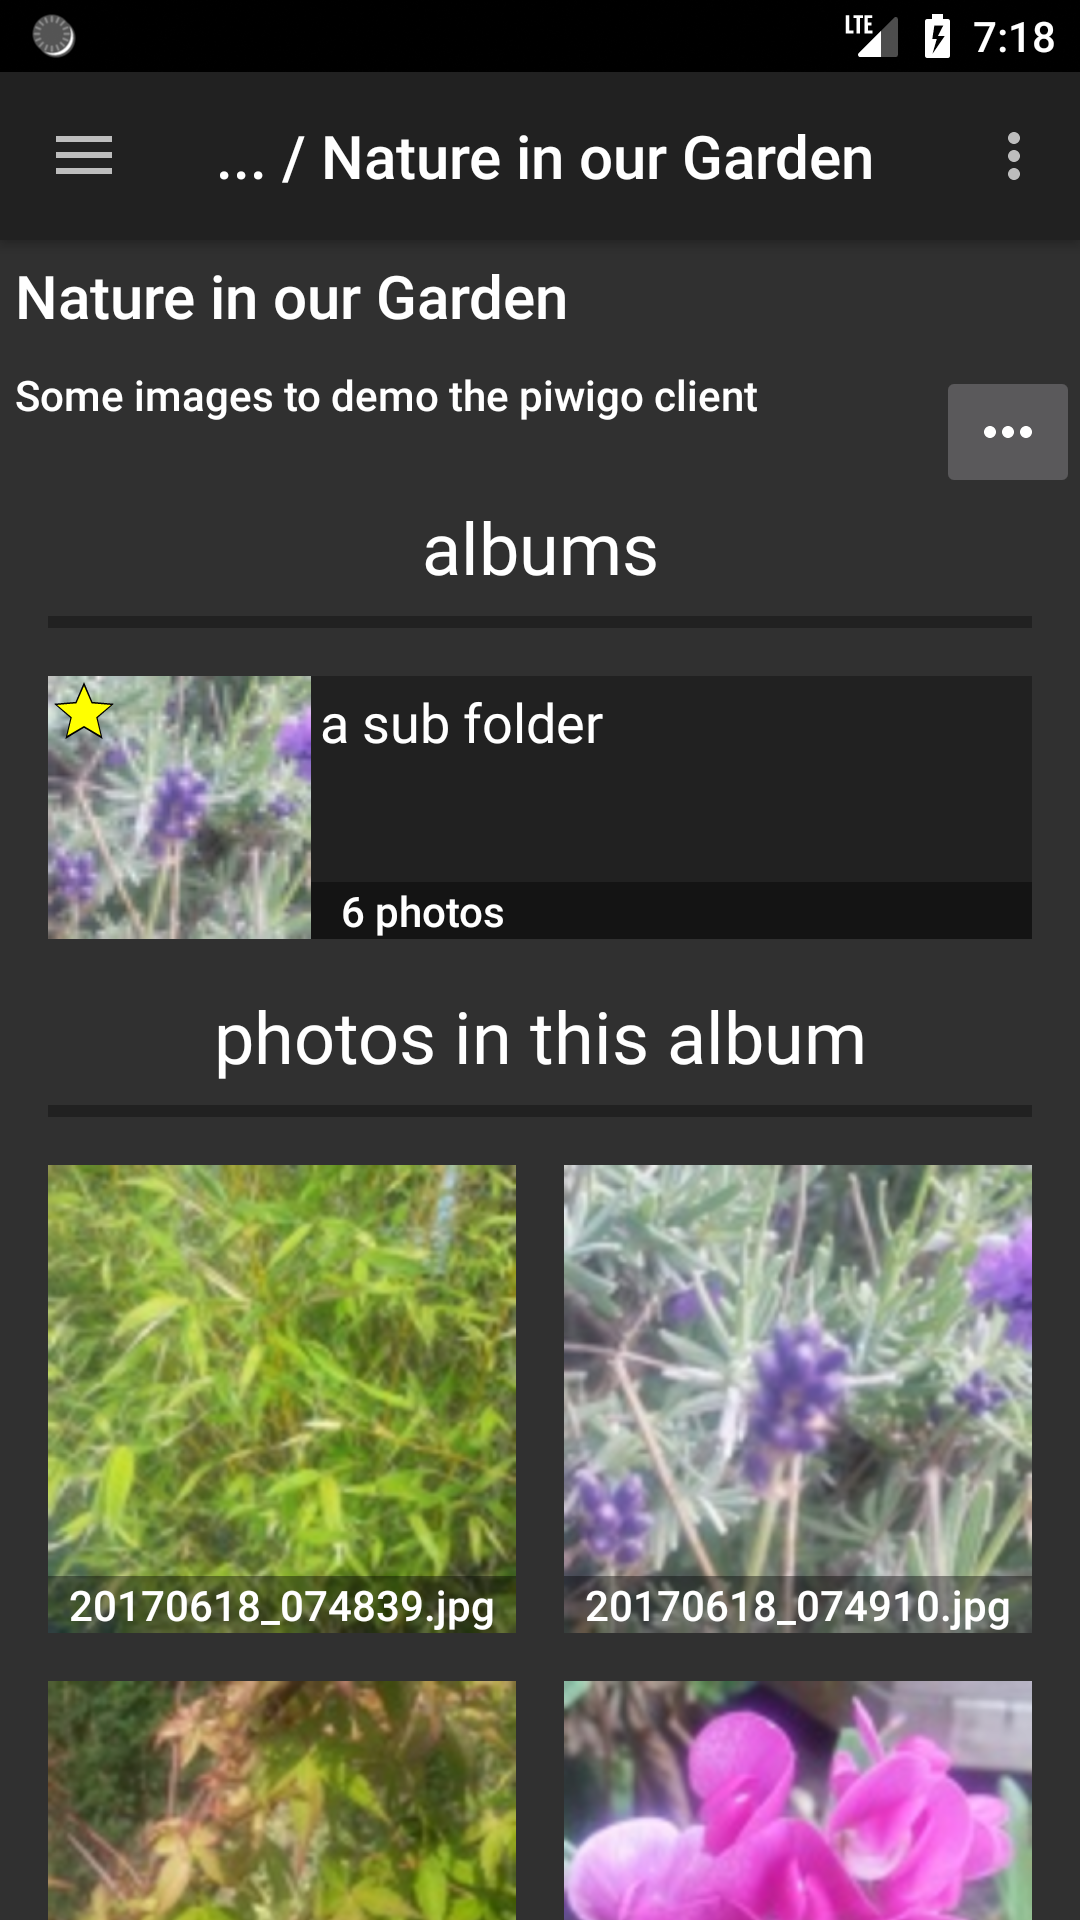 LTE 7:18
... / Nature in our Garden
Nature in our Garden
Some images to demo the piwigo client
albums
a sub folder
6 photos
photos in this album
20170618_074839.jpg
20170618_074910.jpg